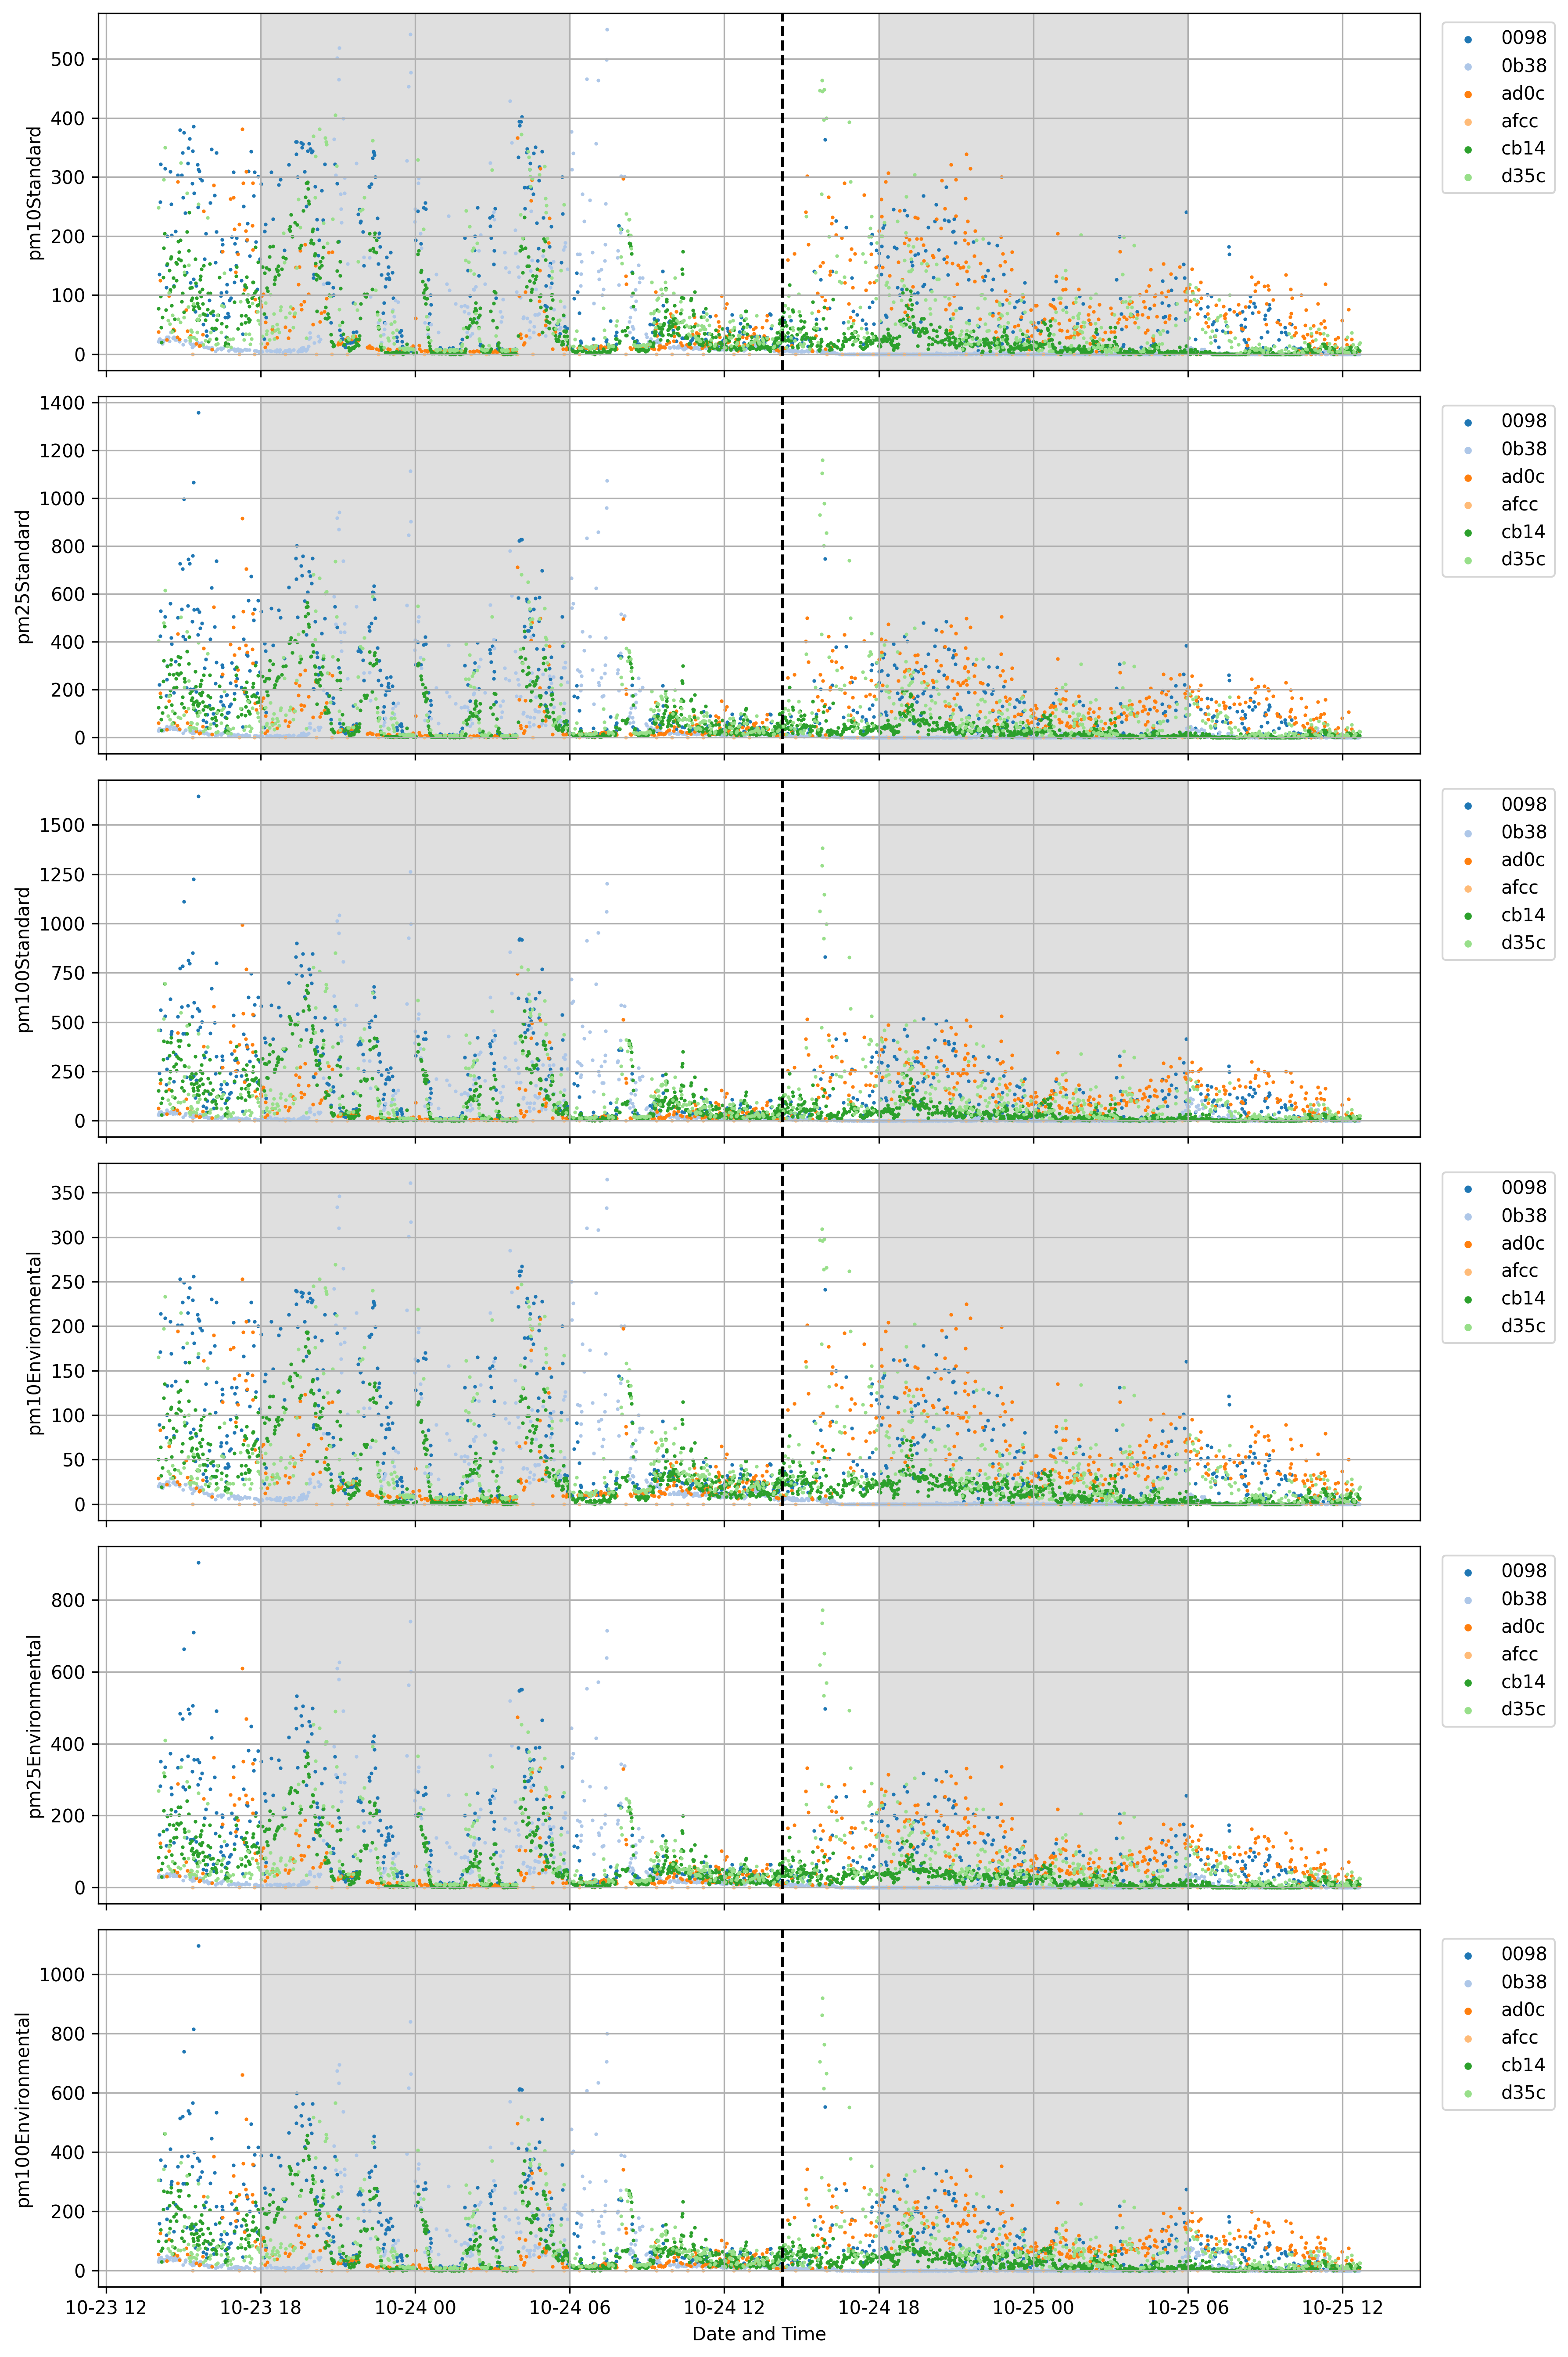 pm10Standard
500
400
300
200
100
0
0098
0b38
ad0c
afcc
cb14
d35c
pm25Standard
1400
1200
1000
800
600
400
200
0
0098
0b38
ad0c
afcc
cb14
d35c
pm100Standard
1500
1250
1000
750
500
250
0
0098
0b38
ad0c
afcc
cb14
d35c
pm10Environmental
350
300
250
200
150
100
50
0
0098
0b38
ad0c
afcc
cb14
d35c
pm25Environmental
800
600
400
200
0
0098
0b38
ad0c
afcc
cb14
d35c
pm100Environmental
1000
800
600
400
200
0
0098
0b38
ad0c
afcc
cb14
d35c
10-23 12 10-23 18 10-24 00 10-24 06 10-24 12 10-24 18 10-25 00 10-25 06 10-25 12
Date and Time